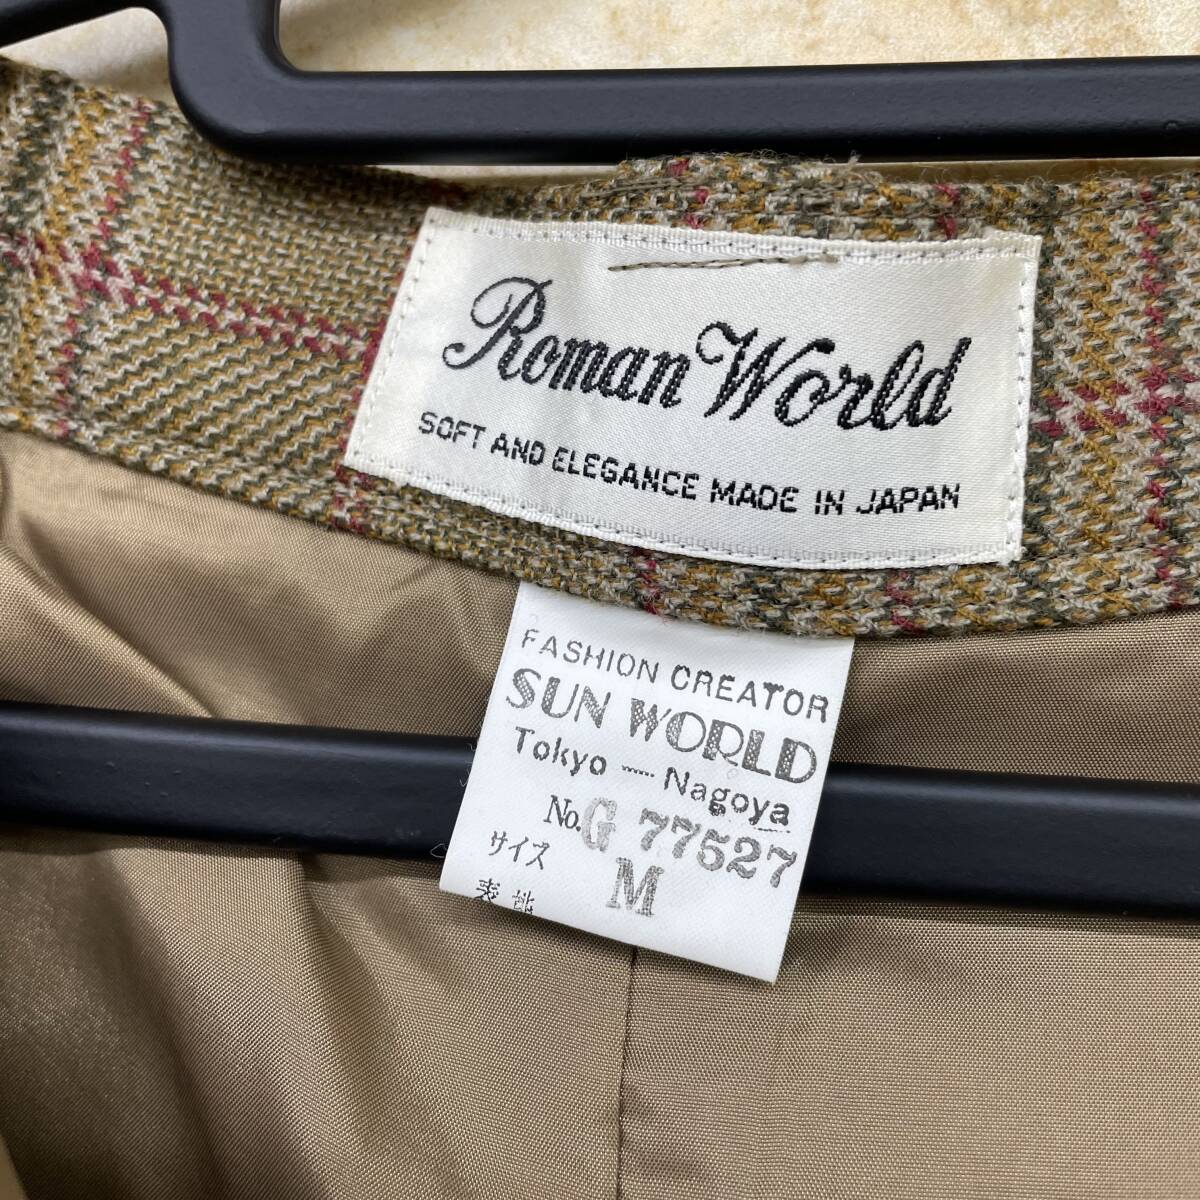 Roman World
SOFT AND ELEGANCE MADE IN JAPAN
FASHION CREATOR
SUN WORLD
Tokyo — Nagoya
No. G 77527
サイズ M
表